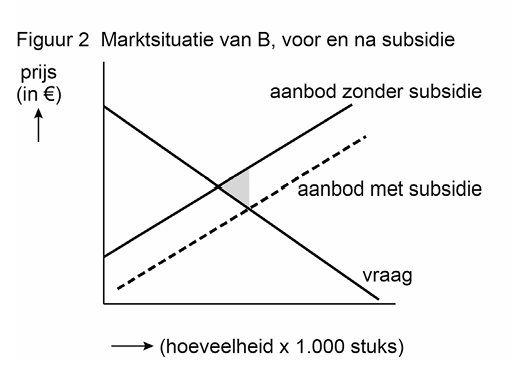 Figuur 2  Marktsituatie van B, voor en na subsidie
prijs
(in €)
aanbod zonder subsidie
aanbod met subsidie
vraag
(hoeveelheid x 1.000 stuks)